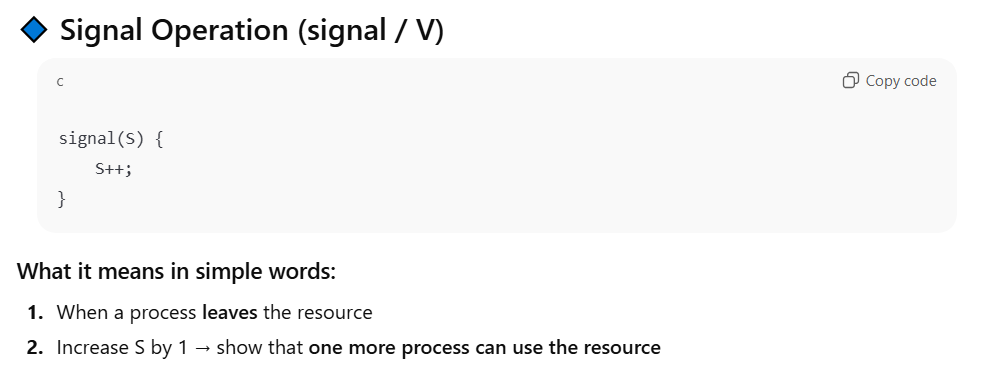 Signal Operation (signal / V)
c
Copy code
signal(S) {
    S++;
}
What it means in simple words:
1. When a process leaves the resource
2. Increase S by 1 → show that one more process can use the resource